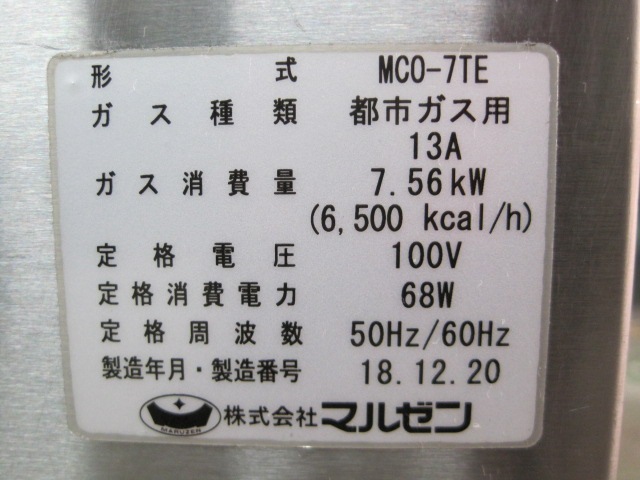 形式 MCO-7TE
ガス種類 都市ガス用
13A
ガス消費量 7.56kW
(6,500 kcal/h)
定格電圧 100V
定格消費電力 68W
定格周波数 50Hz/60Hz
製造年月・製造番号 18.12.20
MARUZEN 株式会社マルゼン